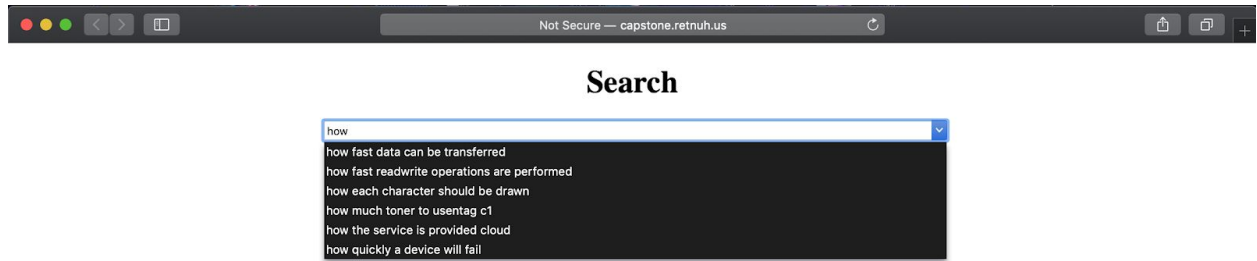 Not Secure — capstone.retnuh.us
Search
how
how fast data can be transferred
how fast readwrite operations are performed
how each character should be drawn
how much toner to usentag c1
how the service is provided cloud
how quickly a device will fail